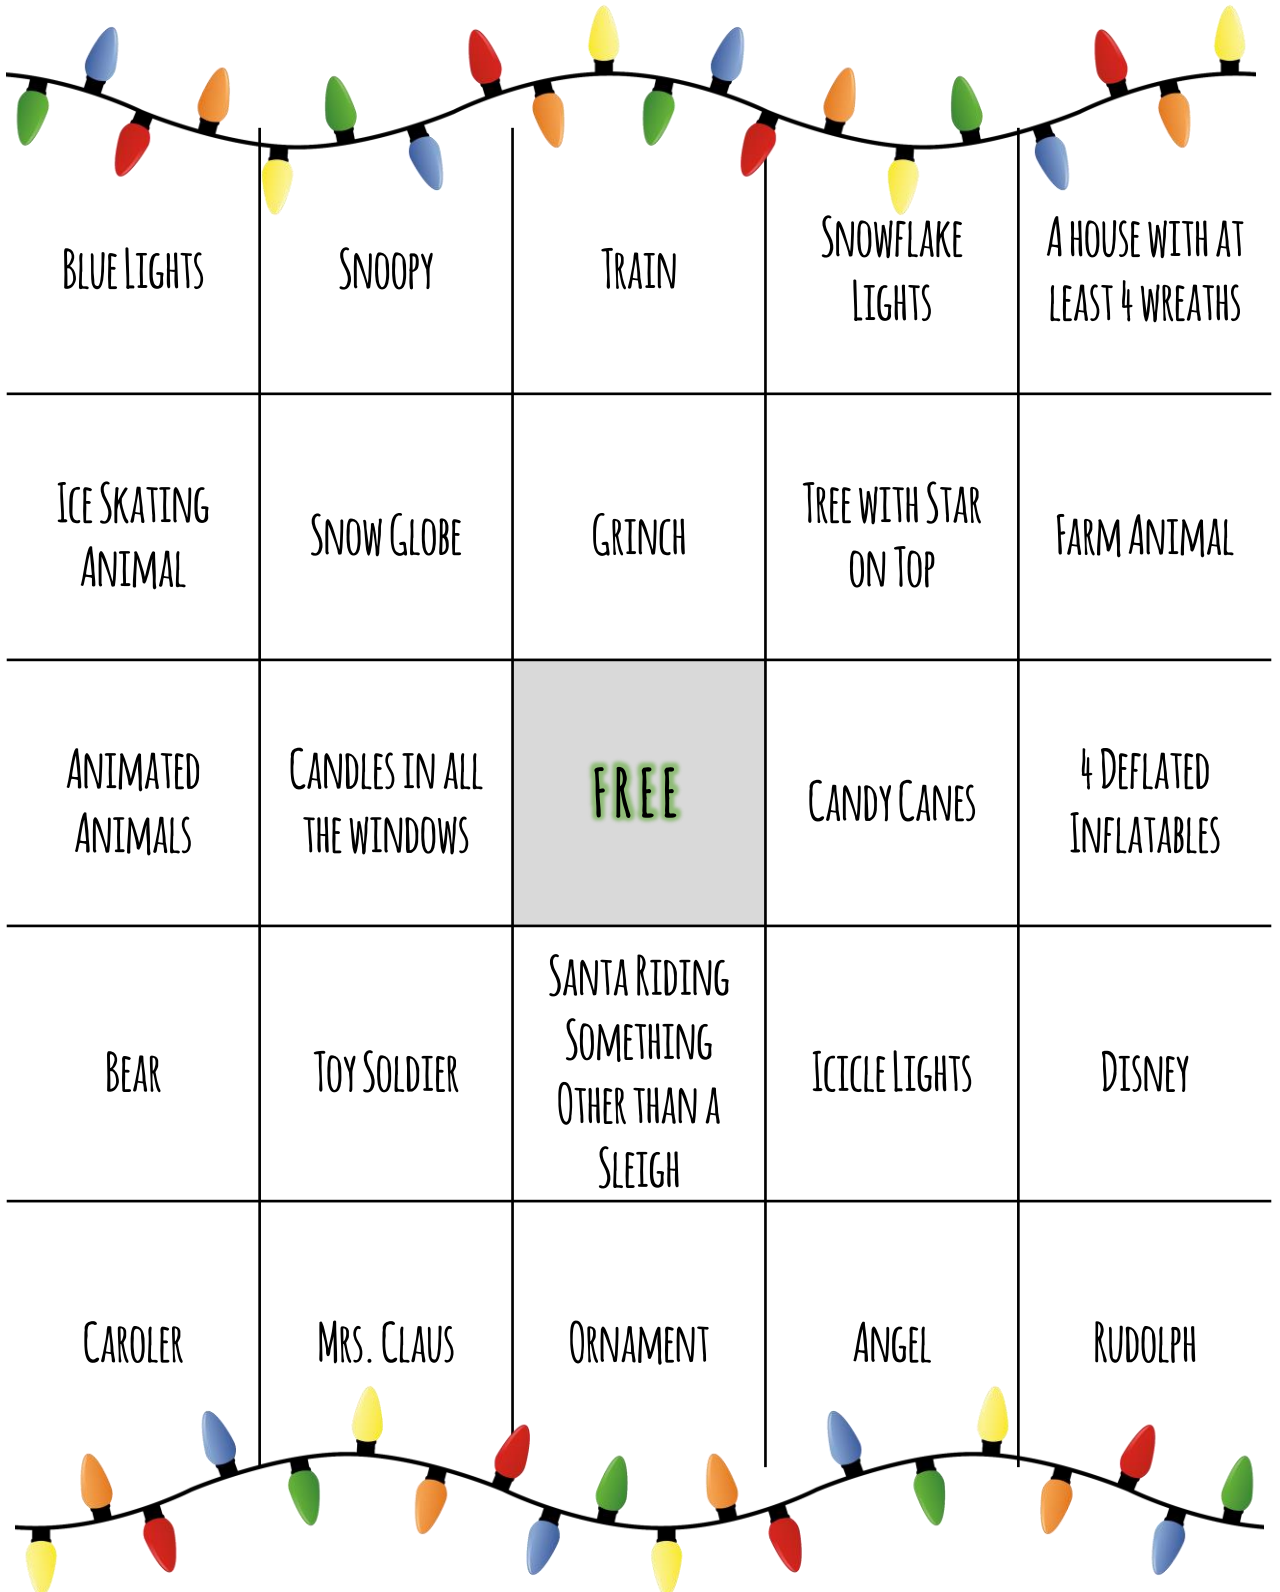 Blue Lights
Snoopy
Train
Snowflake
Lights
A house with at
least 4 wreaths
Ice Skating
Animal
Snow Globe
Grinch
Tree with Star
on Top
Farm Animal
Animated
Animals
Candles in all
the windows
FREE
Candy Canes
4 Deflated
Inflatables
Bear
Toy Soldier
Santa Riding
Something
Other than a
Sleigh
Icicle Lights
Disney
Caroler
Mrs. Claus
Ornament
Angel
Rudolph